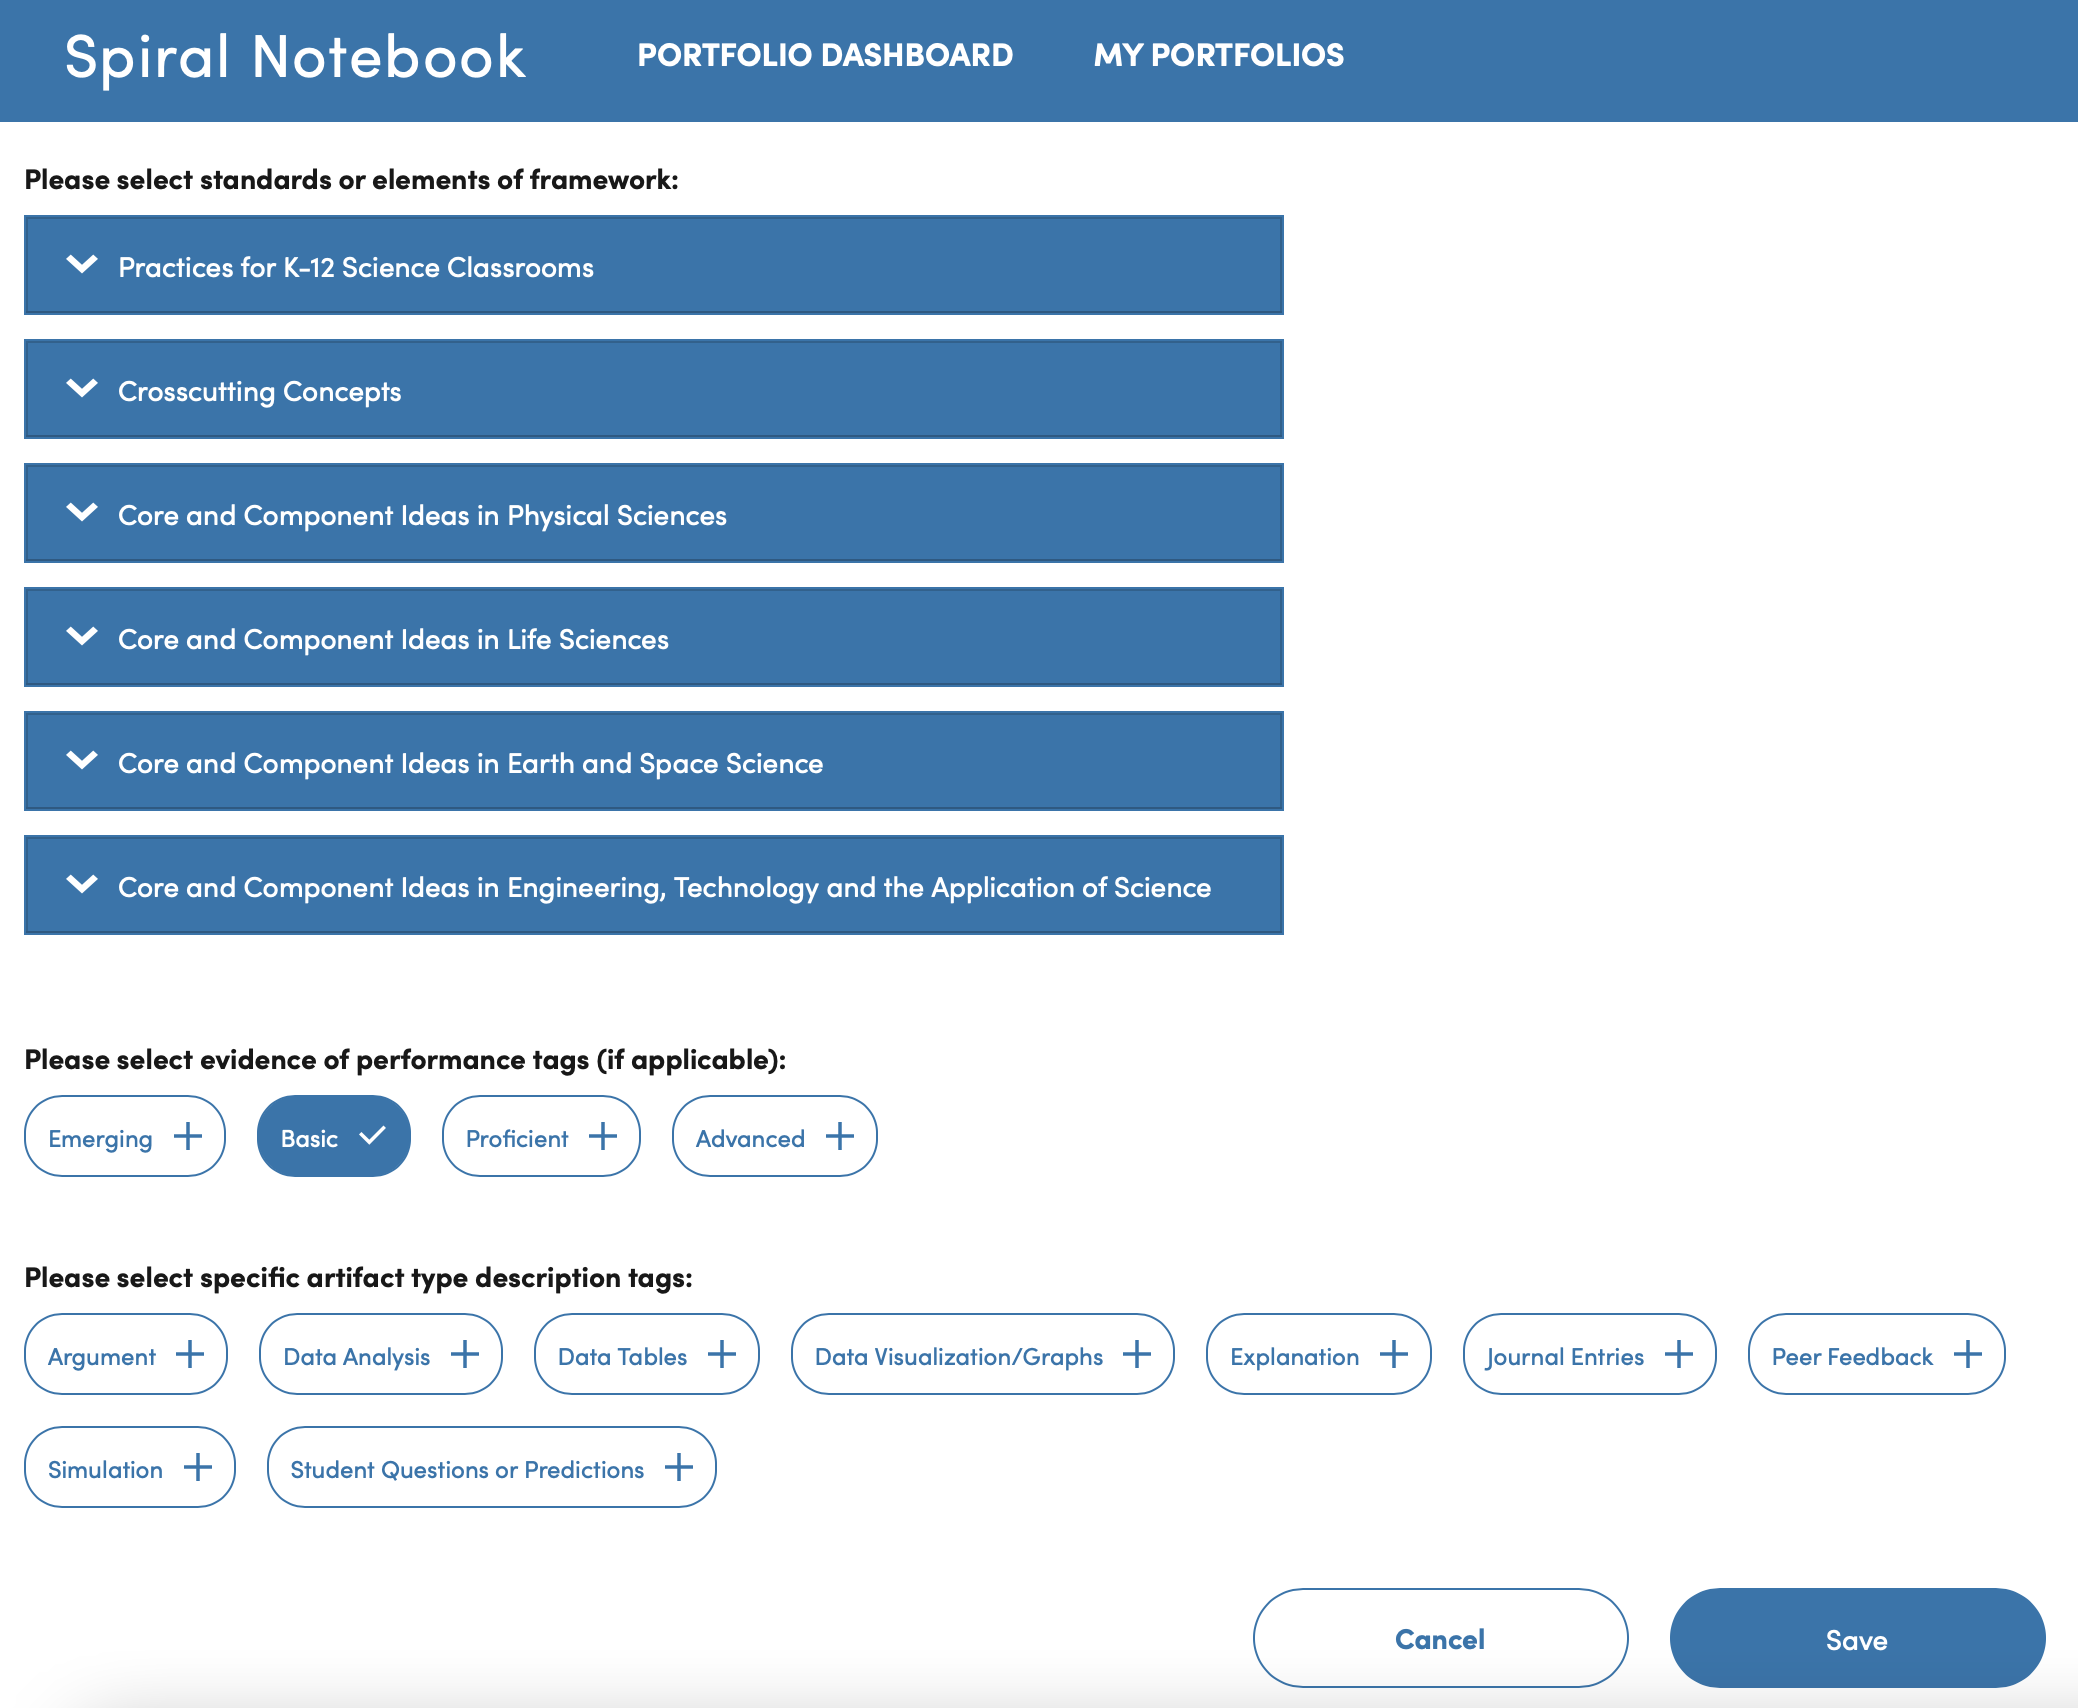 Spiral Notebook PORTFOLIO DASHBOARD MY PORTFOLIOS
Please select standards or elements of framework:
Practices for K-12 Science Classrooms
Crosscutting Concepts
Core and Component Ideas in Physical Sciences
Core and Component Ideas in Life Sciences
Core and Component Ideas in Earth and Space Science
Core and Component Ideas in Engineering, Technology and the Application of Science
Please select evidence of performance tags (if applicable):
Emerging Basic Proficient Advanced
Please select specific artifact type description tags:
Argument Data Analysis Data Tables Data Visualization/Graphs Explanation Journal Entries Peer Feedback
Simulation Student Questions or Predictions
Cancel Save